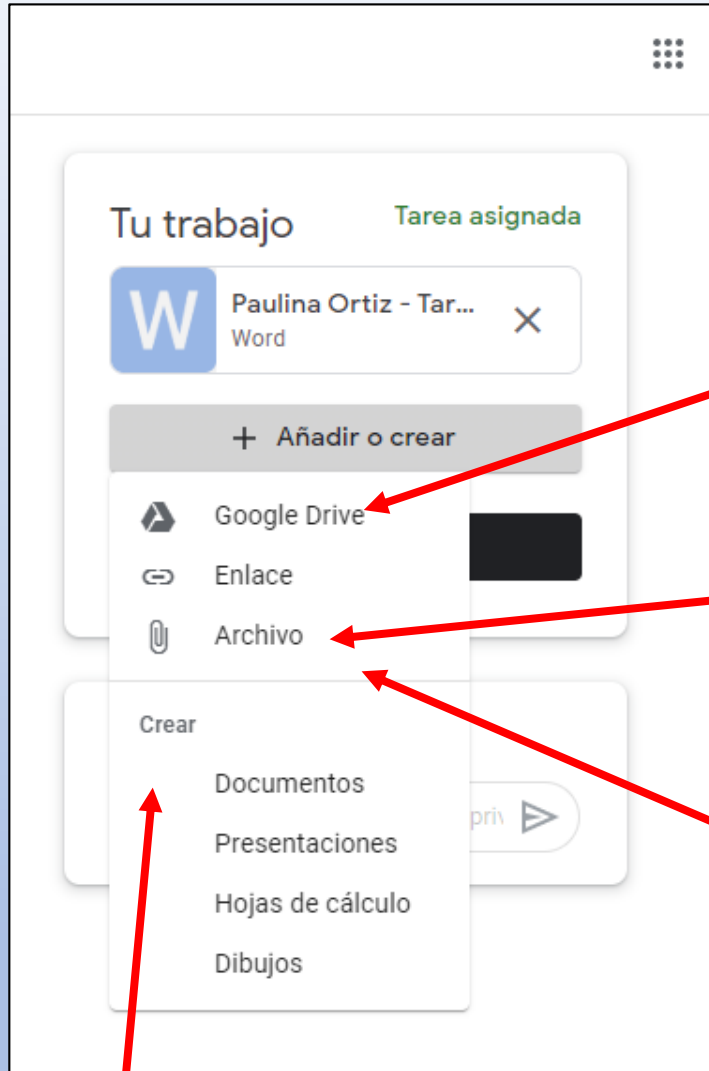 Tu trabajo
Tarea asignada
W
Paulina Ortiz - Tar...
Word
+ Añadir o crear
Google Drive
Enlace
Archivo
Crear
Documentos
priv
Presentaciones
Hojas de cálculo
Dibujos